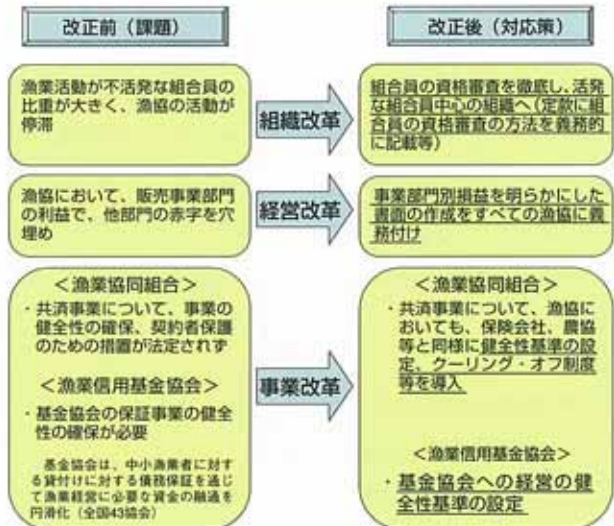 改正前（課題）
改正後（対応策）
漁業活動が不活発な組合員の
比重が大きく、漁協の活動が
停滞
組織改革
組合員の資格審査を徹底し、活発
な組合員中心の組織へ（定款に組
合員の資格審査の方法を義務的
に記載等）
漁協において、販売事業部門
の利益で、他部門の赤字を穴
埋め
経営改革
事業部門別損益を明らかにした
書面の作成をすべての漁協に義
務付け
＜漁業協同組合＞
・共済事業について、事業の
健全性の確保、契約者保護
のための措置が法定されず
＜漁業信用基金協会＞
・基金協会の保証事業の健全
性の確保が必要
基金協会は、中小漁業者に対す
る貸付けに対する債務保証を通じ
て漁業経営に必要な資金の融通を
円滑化（全国43協会）
事業改革
＜漁業協同組合＞
・共済事業について、漁協に
おいても、保険会社、農協
等と同様に健全性基準の設
定、クーリング・オフ制度
等を導入
＜漁業信用基金協会＞
・基金協会への経営の健
全性基準の設定